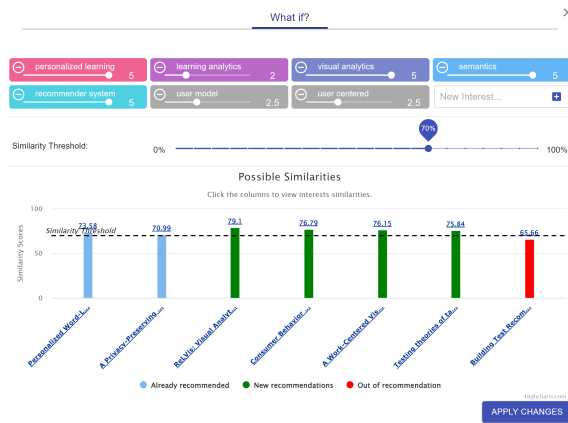 What if?
personalized learning
5
learning analytics
2
visual analytics
5
semantics
5
recommender system
5
user model
2.5
user centered
2.5
New Interest...
70%
Similarity Threshold:
0%
100%
Possible Similarities
Click the columns to view interests similarities.
Similarity Scores
100
50
0
Similarity Threshold
73.58
70.99
79.1
76.79
76.15
75.84
65.66
Personalized Word-L...
A Privacy-Preserving ...
ReLVis: Visual Analyt...
Consumer Behavior ...
A Work-Centered Vis...
Testing theories of ta...
Building Test Recom...
Already recommended
New recommendations
Out of recommendation
Highcharts.com
APPLY CHANGES